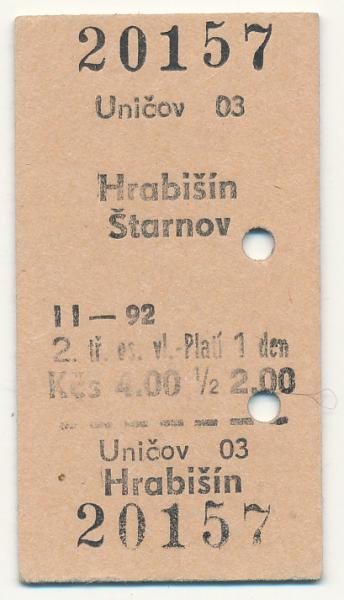 20157
Uničov 03
Hrabišín
Štarnov
11—92
2. tř. os. vl.-Platí 1 den
Kčs 4.00 ½ 2.00
Uničov 03
Hrabišín
20157